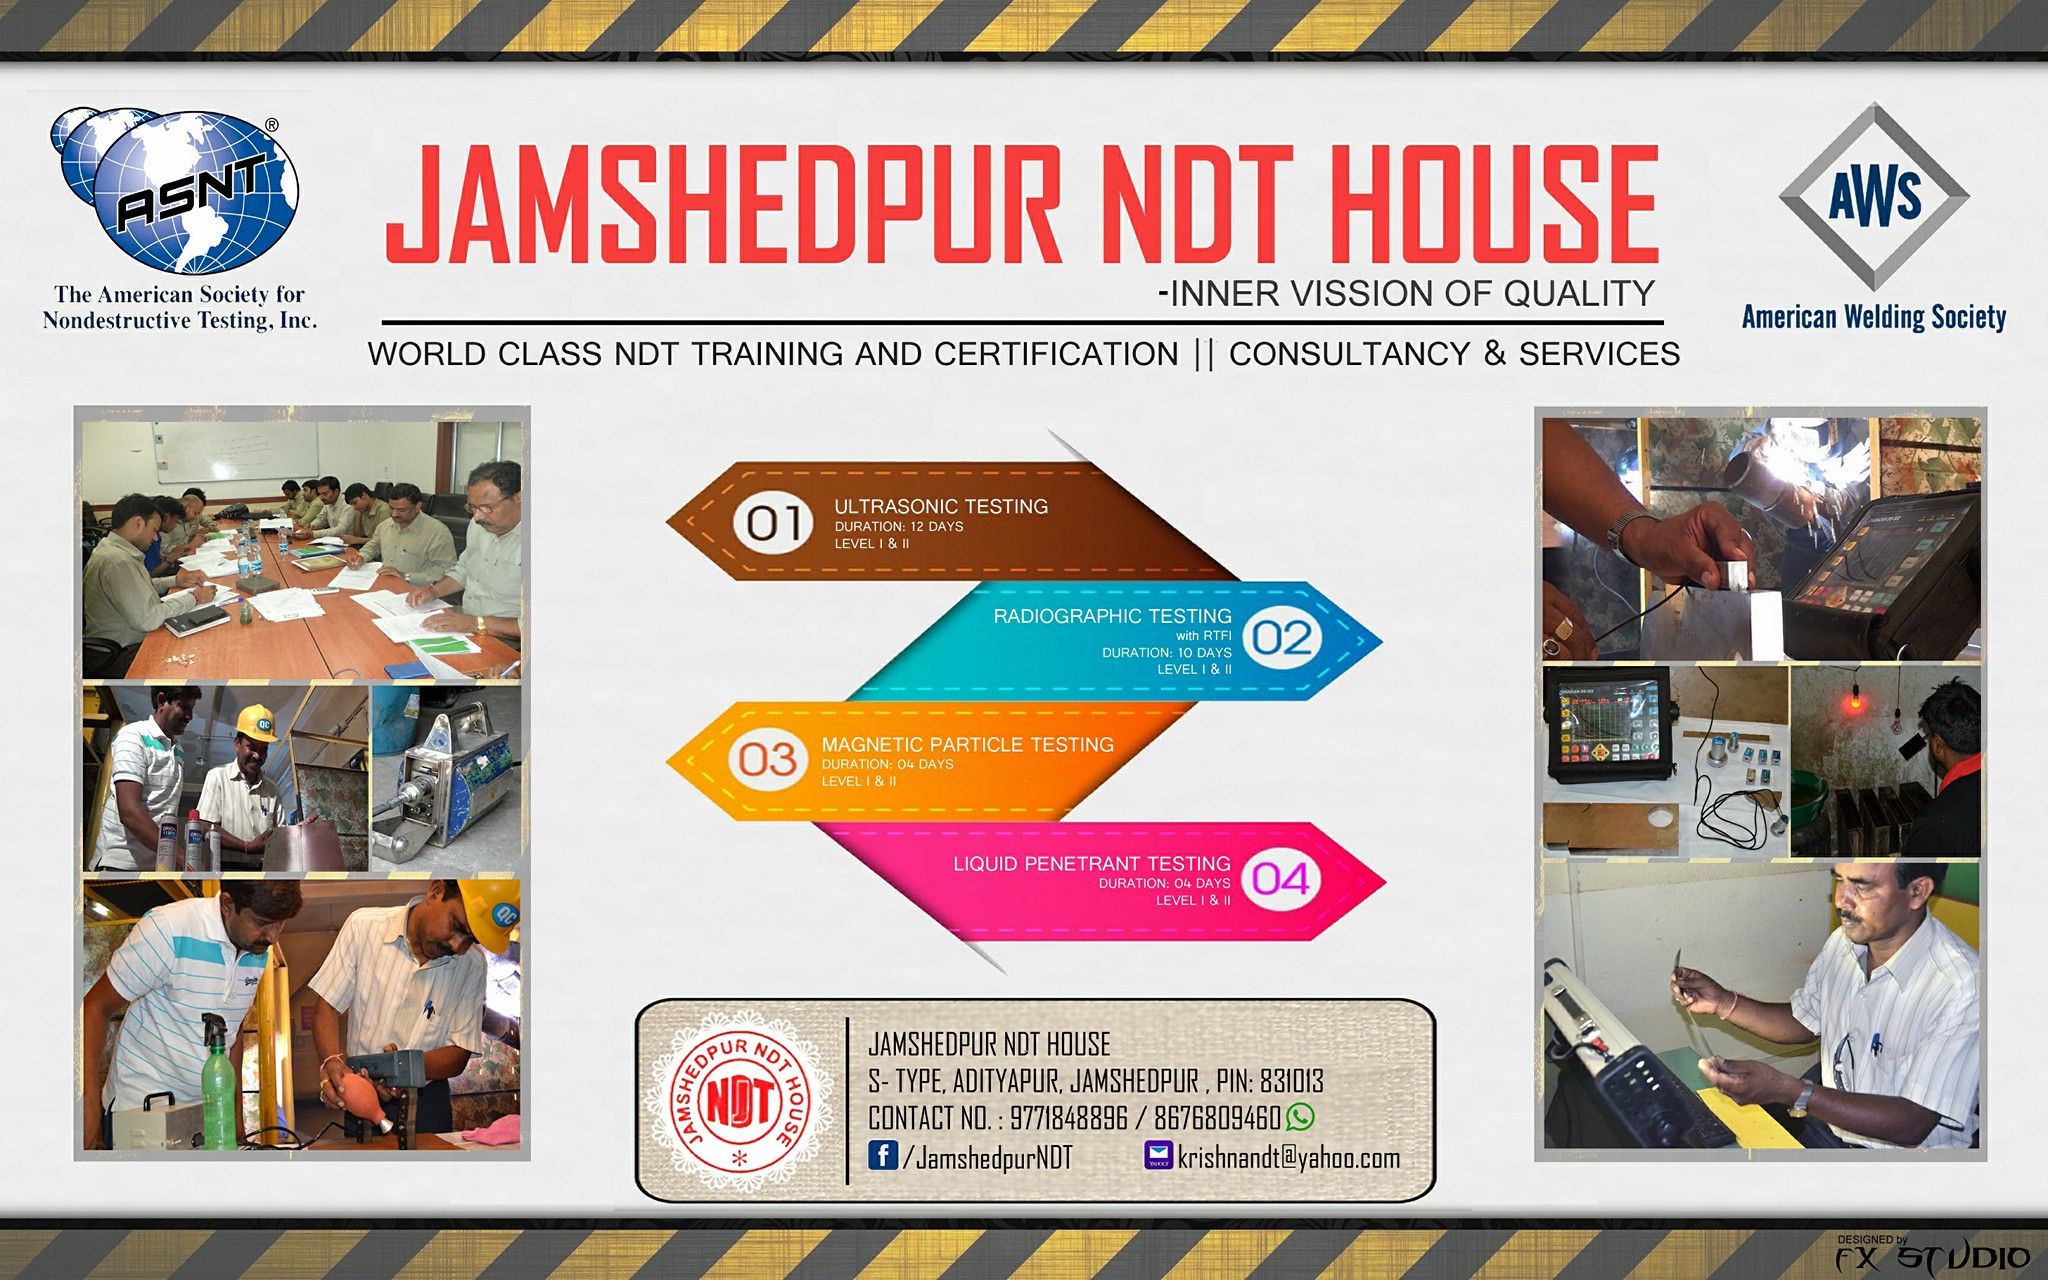 ASNT
®
The American Society for
Nondestructive Testing, Inc.
JAMSHEDPUR NDT HOUSE
-INNER VISSION OF QUALITY
WORLD CLASS NDT TRAINING AND CERTIFICATION || CONSULTANCY & SERVICES
AWS
American Welding Society
01
ULTRASONIC TESTING
DURATION: 12 DAYS
LEVEL I & II
RADIOGRAPHIC TESTING
with RTFI
DURATION: 10 DAYS
LEVEL I & II
02
03
MAGNETIC PARTICLE TESTING
DURATION: 04 DAYS
LEVEL I & II
LIQUID PENETRANT TESTING
DURATION: 04 DAYS
LEVEL I & II
04
QC
QC
JAMSHEDPUR NDT HOUSE
NDT
JAMSHEDPUR NDT HOUSE
S- TYPE, ADITYAPUR, JAMSHEDPUR , PIN: 831013
CONTACT NO. : 9771848896 / 8676809460
f /JamshedpurNDT
YAHOO! krishnandt@yahoo.com
DESIGNED by
FX STUDIO